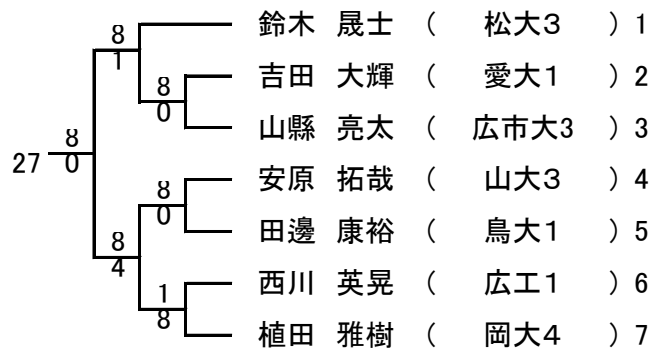 8
1
8
0
8
0
27
8
0
8
4
1
8
鈴木 晟士 ( 松大3 ) 1
吉田 大輝 ( 愛大1 ) 2
山縣 亮太 ( 広市大3 ) 3
安原 拓哉 ( 山大3 ) 4
田邊 康裕 ( 鳥大1 ) 5
西川 英晃 ( 広工1 ) 6
植田 雅樹 ( 岡大4 ) 7